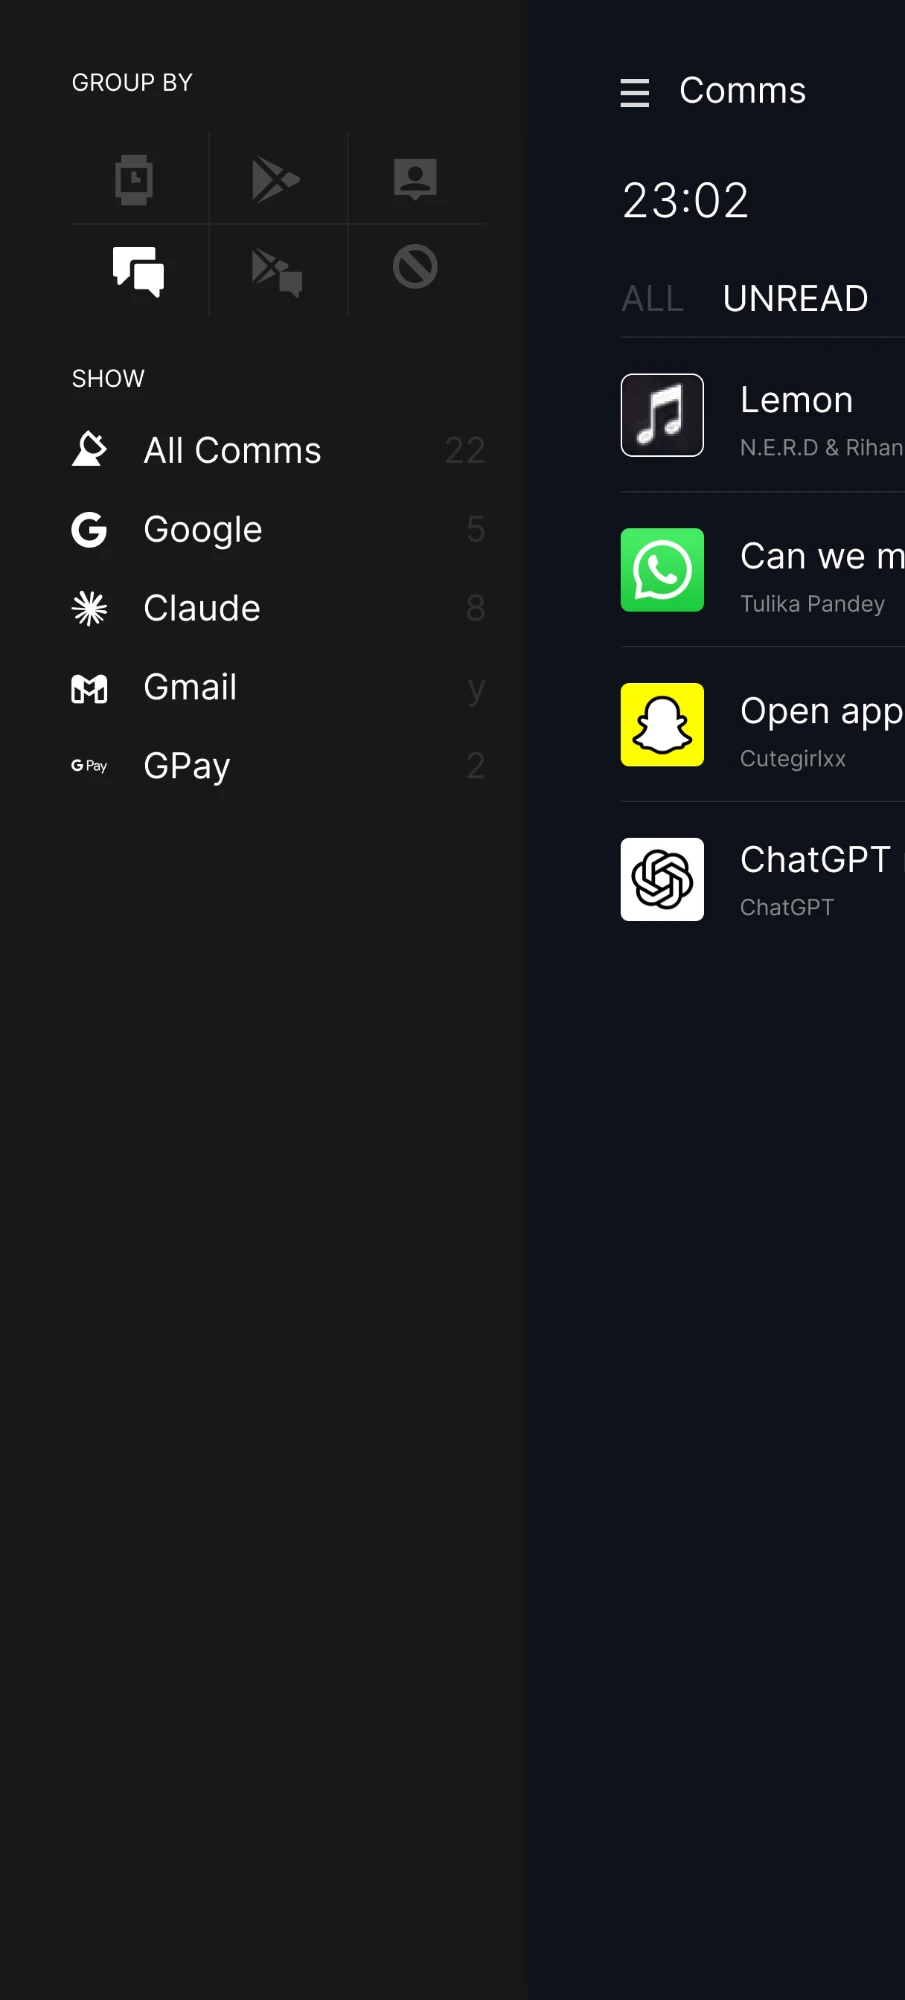 GROUP BY
SHOW
All Comms 22
Google 5
Claude 8
Gmail y
G Pay GPay 2
Comms
23:02
ALL UNREAD
Lemon
N.E.R.D & Rihan
Can we m
Tulika Pandey
Open app
Cutegirlxx
ChatGPT
ChatGPT